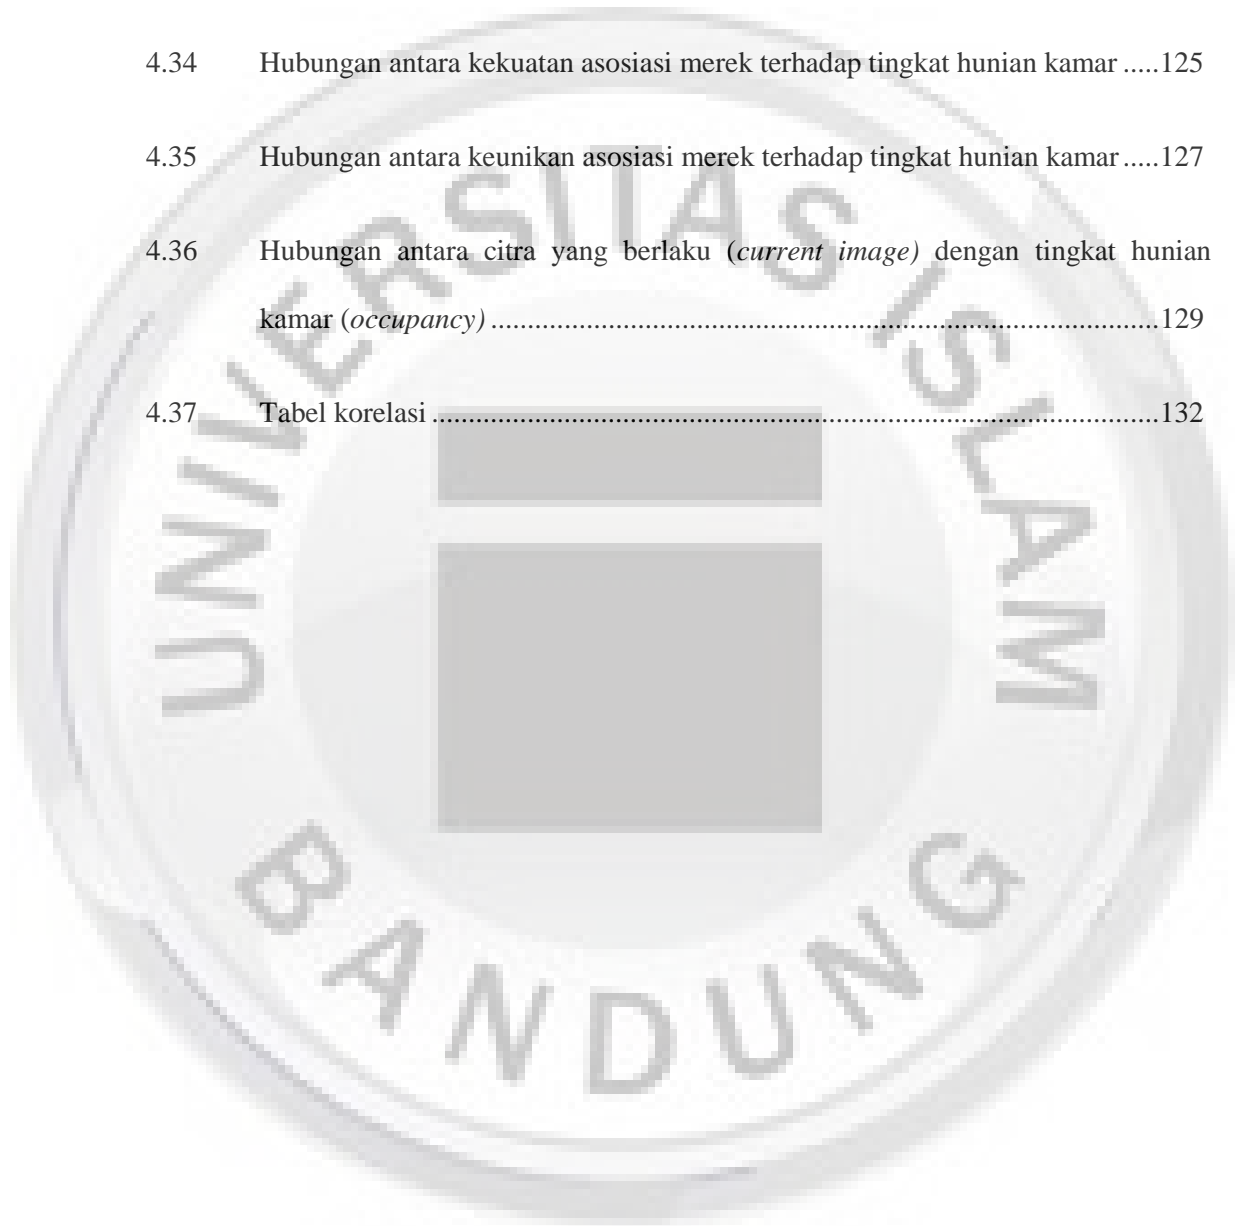 4.34 Hubungan antara kekuatan asosiasi merek terhadap tingkat hunian kamar .....125
4.35 Hubungan antara keunikan asosiasi merek terhadap tingkat hunian kamar .....127
4.36 Hubungan antara citra yang berlaku (current image) dengan tingkat hunian
kamar (occupancy) ............................................................................................129
4.37 Tabel korelasi ....................................................................................................132
UNIVERSITAS ISLAM
BANDUNG